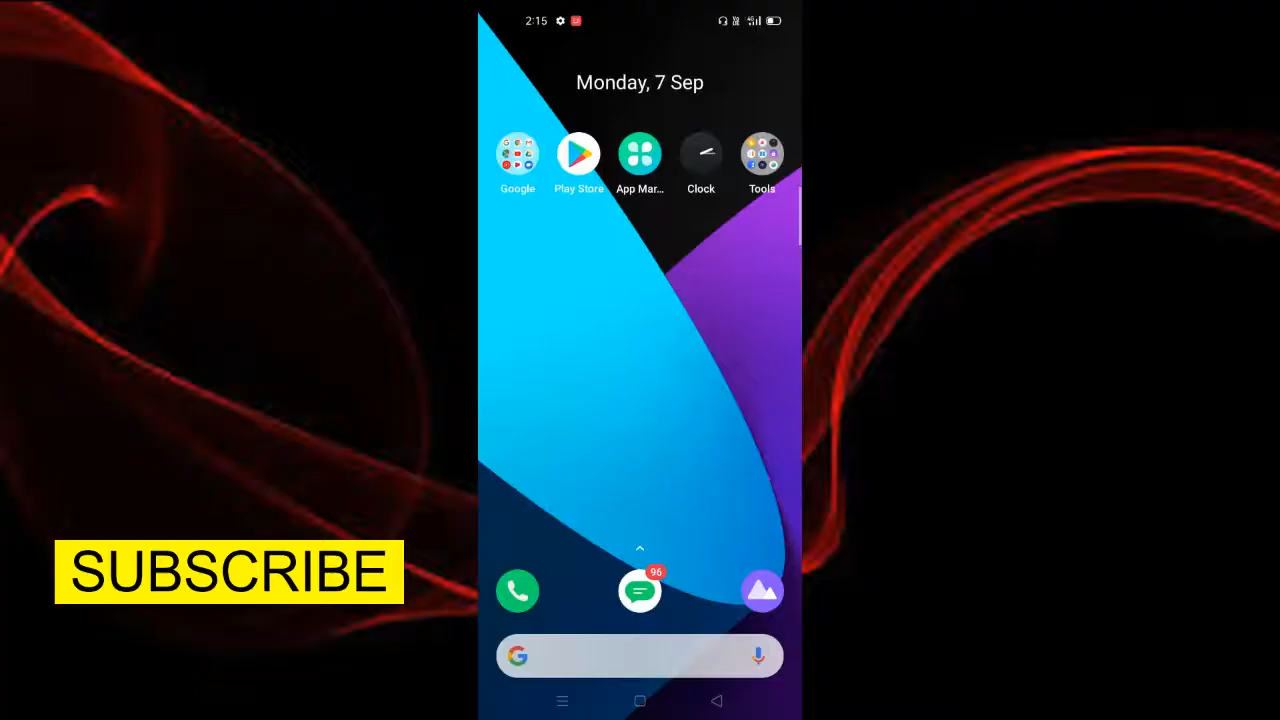 2:15
Monday, 7 Sep
Google
Play Store
App Mar...
Clock
Tools
96
SUBSCRIBE